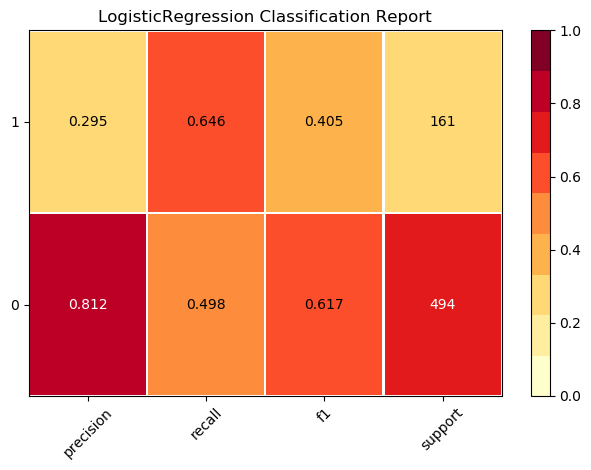 LogisticRegression Classification Report
1 0.295 0.646 0.405 161
0 0.812 0.498 0.617 494
precision recall f1 support
1.0
0.8
0.6
0.4
0.2
0.0